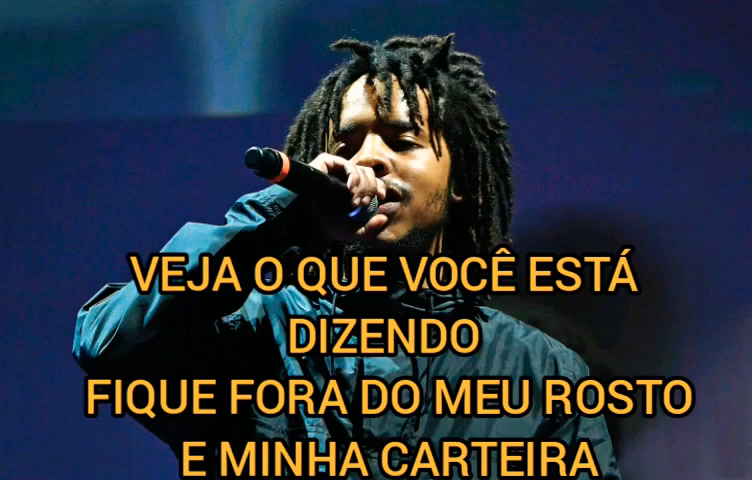 VEJA O QUE VOCÊ ESTÁ
DIZENDO
FIQUE FORA DO MEU ROSTO
E MINHA CARTEIRA